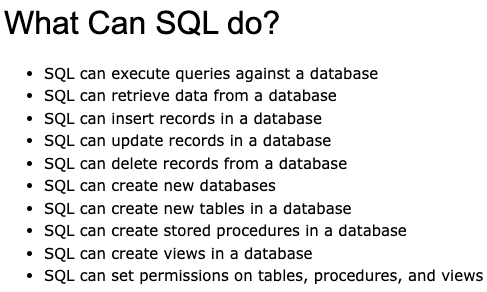 What Can SQL do?
• SQL can execute queries against a database
• SQL can retrieve data from a database
• SQL can insert records in a database
• SQL can update records in a database
• SQL can delete records from a database
• SQL can create new databases
• SQL can create new tables in a database
• SQL can create stored procedures in a database
• SQL can create views in a database
• SQL can set permissions on tables, procedures, and views